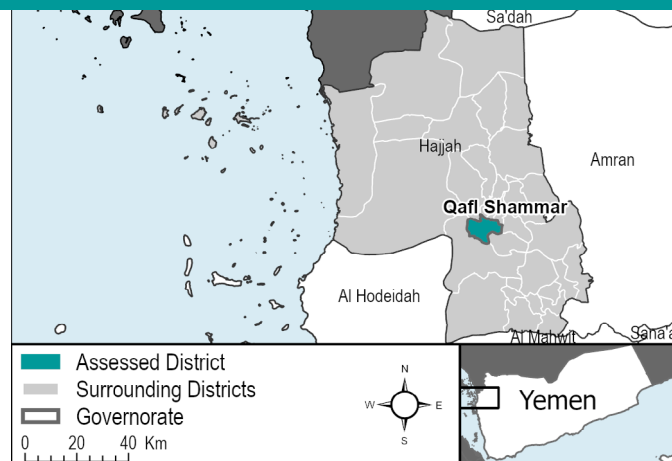 Sa'dah
Hajjah
Amran
Qafl Shammar
Al Hodeidah
Al Mahwit
Sana'a
Assessed District
Surrounding Districts
Governorate
0 20 40 Km
N
W E
S
Yemen